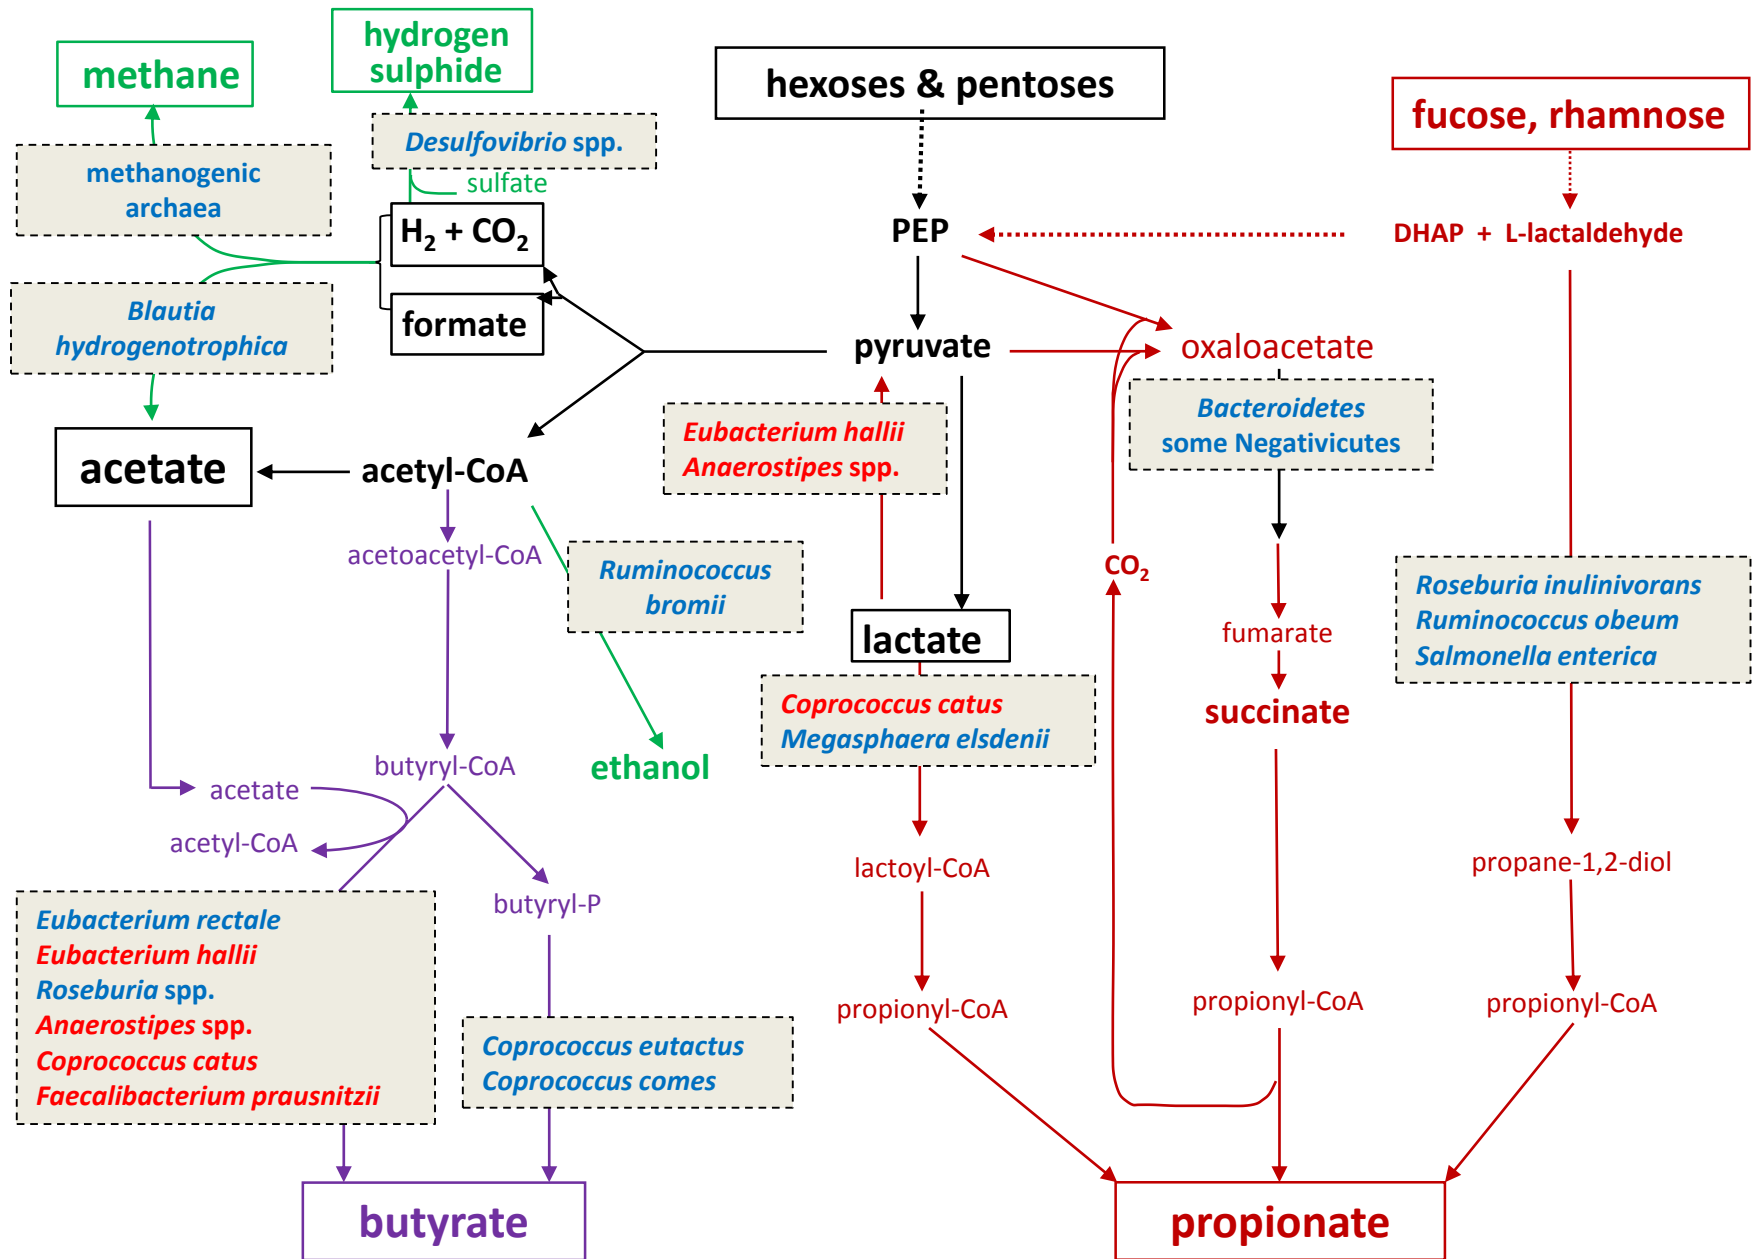 hydrogen
sulphide
methane
hexoses & pentoses
fucose, rhamnose
Desulfovibrio spp.
methanogenic
archaea
sulfate
H₂ + CO₂
PEP
DHAP + L-lactaldehyde
Blautia
hydrogenotrophica
formate
pyruvate
oxaloacetate
Bacteroidetes
some Negativicutes
Eubacterium hallii
Anaerostipes spp.
acetate
acetyl-CoA
acetoacetyl-CoA
Ruminococcus
bromii
CO₂
Roseburia inulinivorans
Ruminococcus obeum
Salmonella enterica
lactate
fumarate
succinate
Coprococcus catus
Megasphaera elsdenii
butyryl-CoA
ethanol
acetate
acetyl-CoA
lactoyl-CoA
propane-1,2-diol
butyryl-P
Eubacterium rectale
Eubacterium hallii
Roseburia spp.
Anaerostipes spp.
Coprococcus catus
Faecalibacterium prausnitzii
propionyl-CoA
propionyl-CoA
propionyl-CoA
Coprococcus eutactus
Coprococcus comes
butyrate
propionate